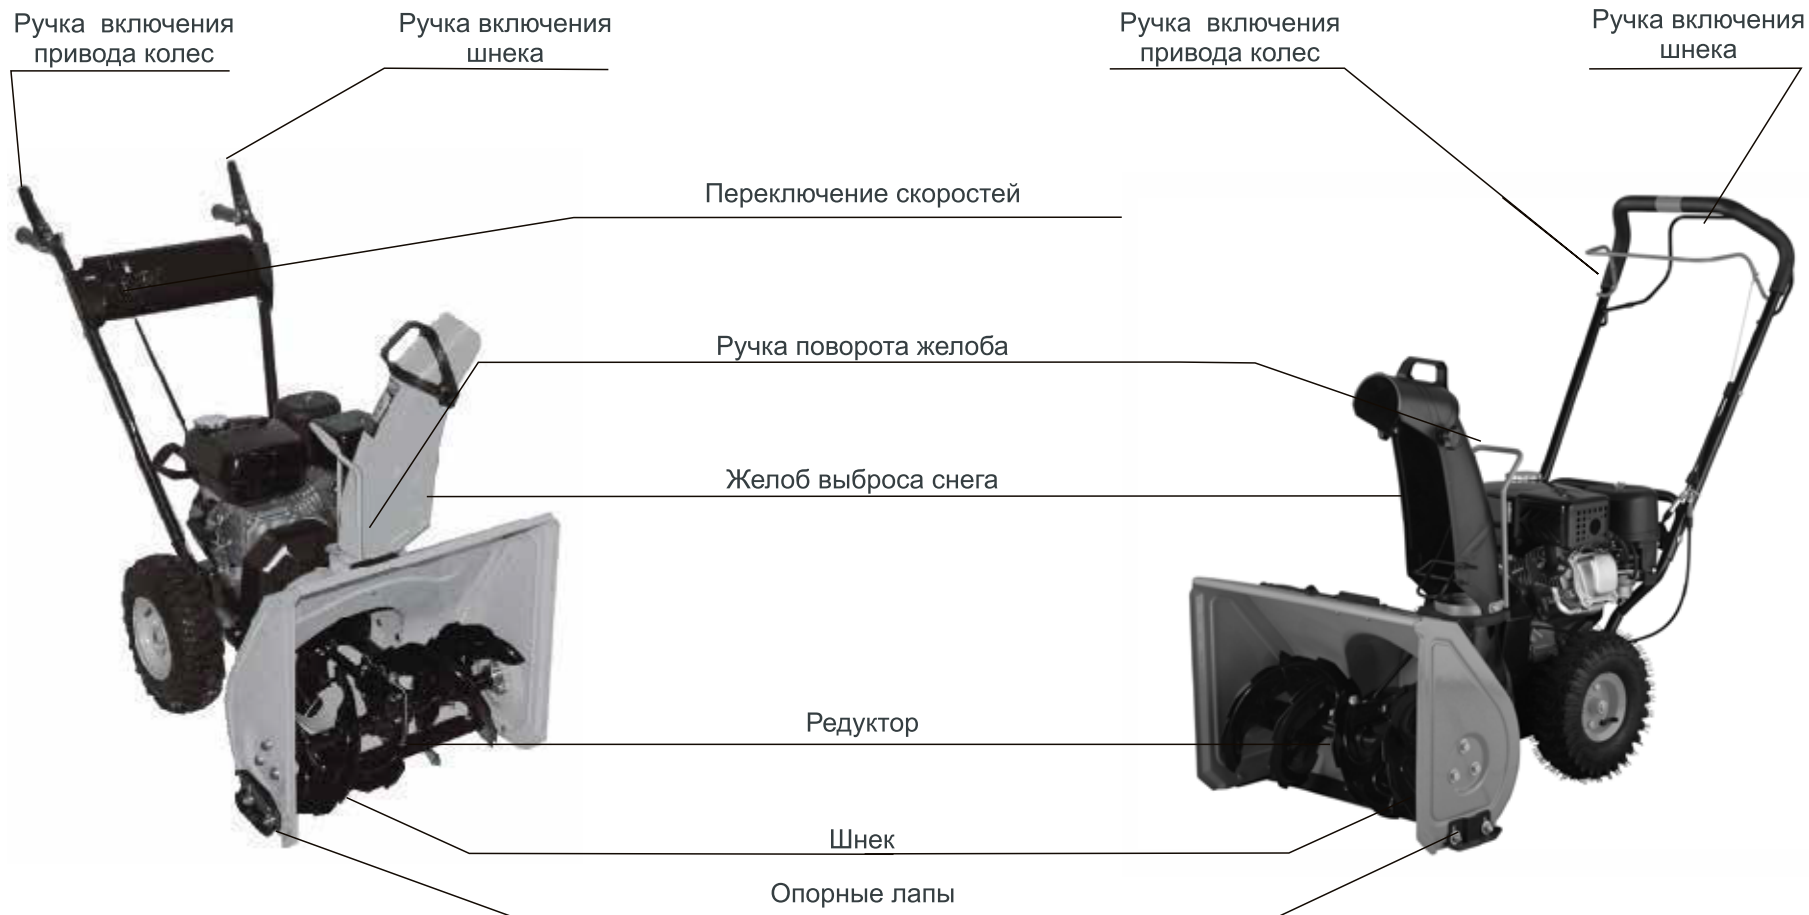 Ручка включения
привода колес
Ручка включения
шнека
Ручка включения
привода колес
Ручка включения
шнека
Переключение скоростей
Ручка поворота желоба
Желоб выброса снега
Редуктор
Шнек
Опорные лапы